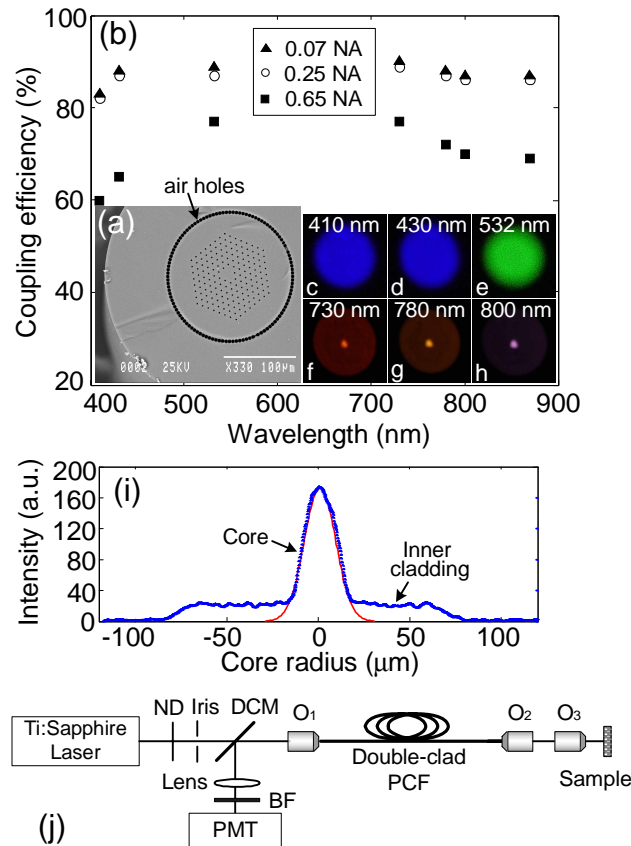 (b)
0.07 NA
0.25 NA
0.65 NA
Coupling efficiency (%)
100
80
60
40
20
air holes
(a)
0002 25KV X330 100μm
410 nm
430 nm
532 nm
c
d
e
730 nm
780 nm
800 nm
f
g
h
400 500 600 700 800 900
Wavelength (nm)
(i)
Intensity (a.u.)
200
160
120
80
40
0
Core
Inner
cladding
-100 -50 0 50 100
Core radius (μm)
ND Iris DCM O1 O2 O3
Ti:Sapphire
Laser
Double-clad
PCF
Sample
Lens
BF
PMT
(j)